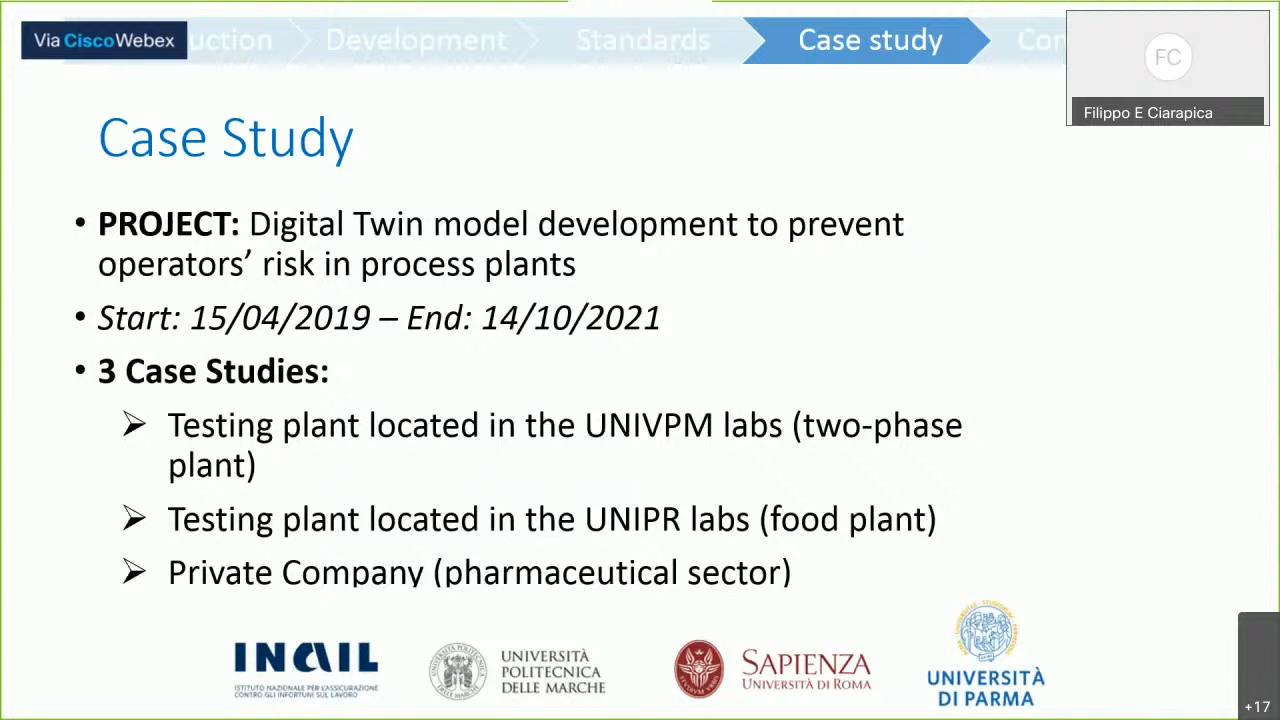 Via Cisco Webex
uction
Development
Standards
Case study
Con
FC
Filippo E Ciarapica
Case Study
• PROJECT: Digital Twin model development to prevent
operators’ risk in process plants
• Start: 15/04/2019 – End: 14/10/2021
• 3 Case Studies:
➢ Testing plant located in the UNIVPM labs (two-phase
plant)
➢ Testing plant located in the UNIPR labs (food plant)
➢ Private Company (pharmaceutical sector)
INAIL
ISTITUTO NAZIONALE PER L'ASSICURAZIONE
CONTRO GLI INFORTUNI SUL LAVORO
UNIVERSITÀ
POLITECNICA
DELLE MARCHE
SAPIENZA
UNIVERSITÀ DI ROMA
UNIVERSITÀ
DI PARMA
+17